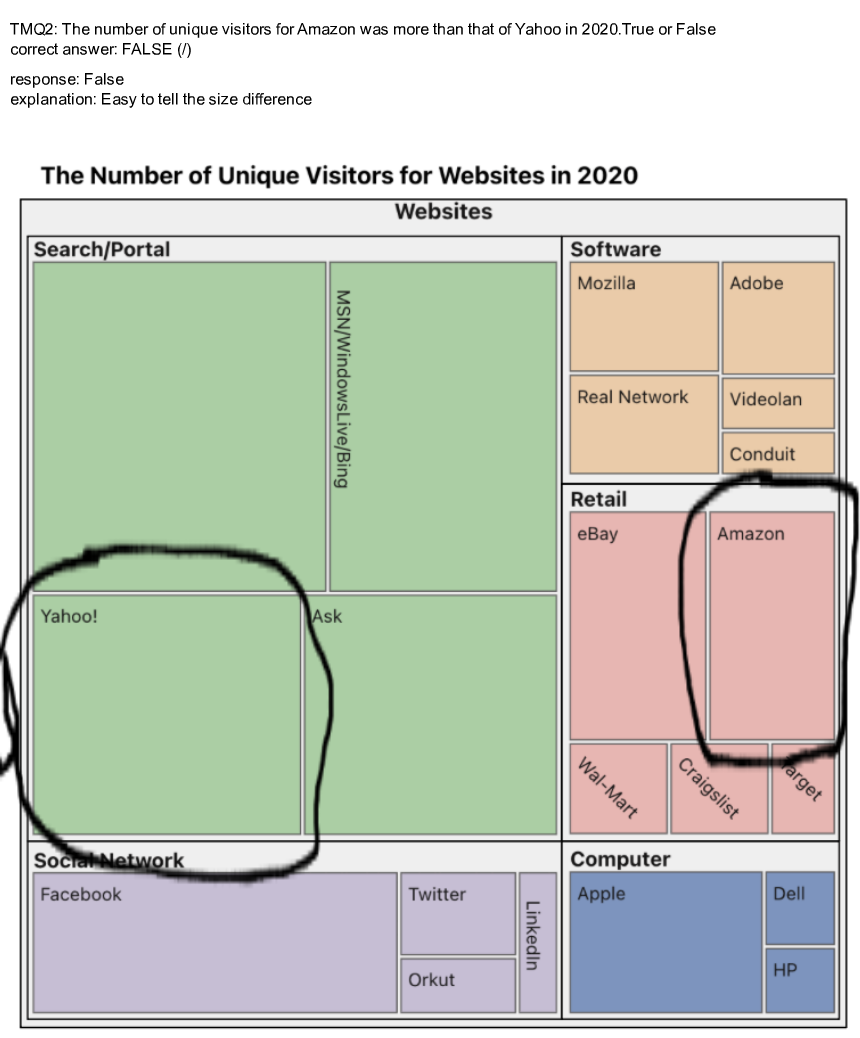 TMQ2: The number of unique visitors for Amazon was more than that of Yahoo in 2020.True or False
correct answer: FALSE (/)
response: False
explanation: Easy to tell the size difference
The Number of Unique Visitors for Websites in 2020
Websites
Search/Portal
MSN/WindowsLive/Bing
Yahoo!
Ask
Software
Mozilla
Adobe
Real Network
Videolan
Conduit
Retail
eBay
Amazon
Wal-Mart
Craigslist
Target
Social Network
Facebook
Twitter
Orkut
LinkedIn
Computer
Apple
Dell
HP